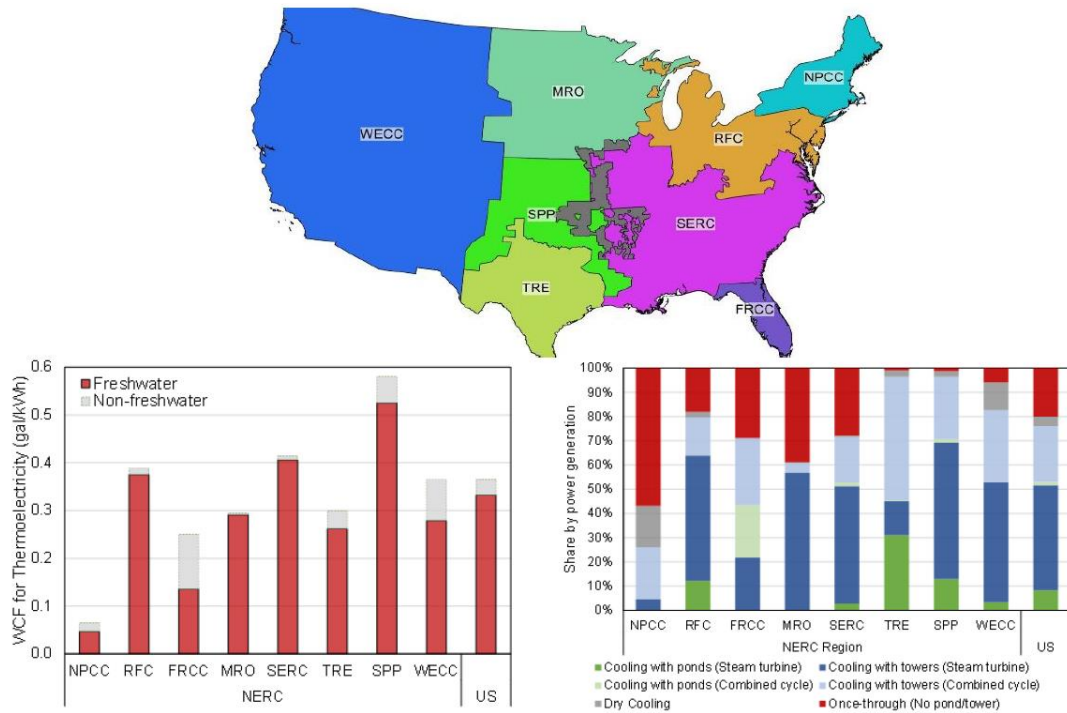 NPCC
MRO
WECC
RFC
SPP
SERC
TRE
FRCC
WCF for Thermoelectricity (gal/kWh)
0.6
0.5
0.4
0.3
0.2
0.1
0.0
Freshwater
Non-freshwater
NPCC RFC FRCC MRO SERC TRE SPP WECC
NERC US
Share by power generation
100%
90%
80%
70%
60%
50%
40%
30%
20%
10%
0%
NPCC RFC FRCC MRO SERC TRE SPP WECC
NERC Region US
Cooling with ponds (Steam turbine) Cooling with towers (Steam turbine)
Cooling with ponds (Combined cycle) Cooling with towers (Combined cycle)
Dry Cooling Once-through (No pond/tower)